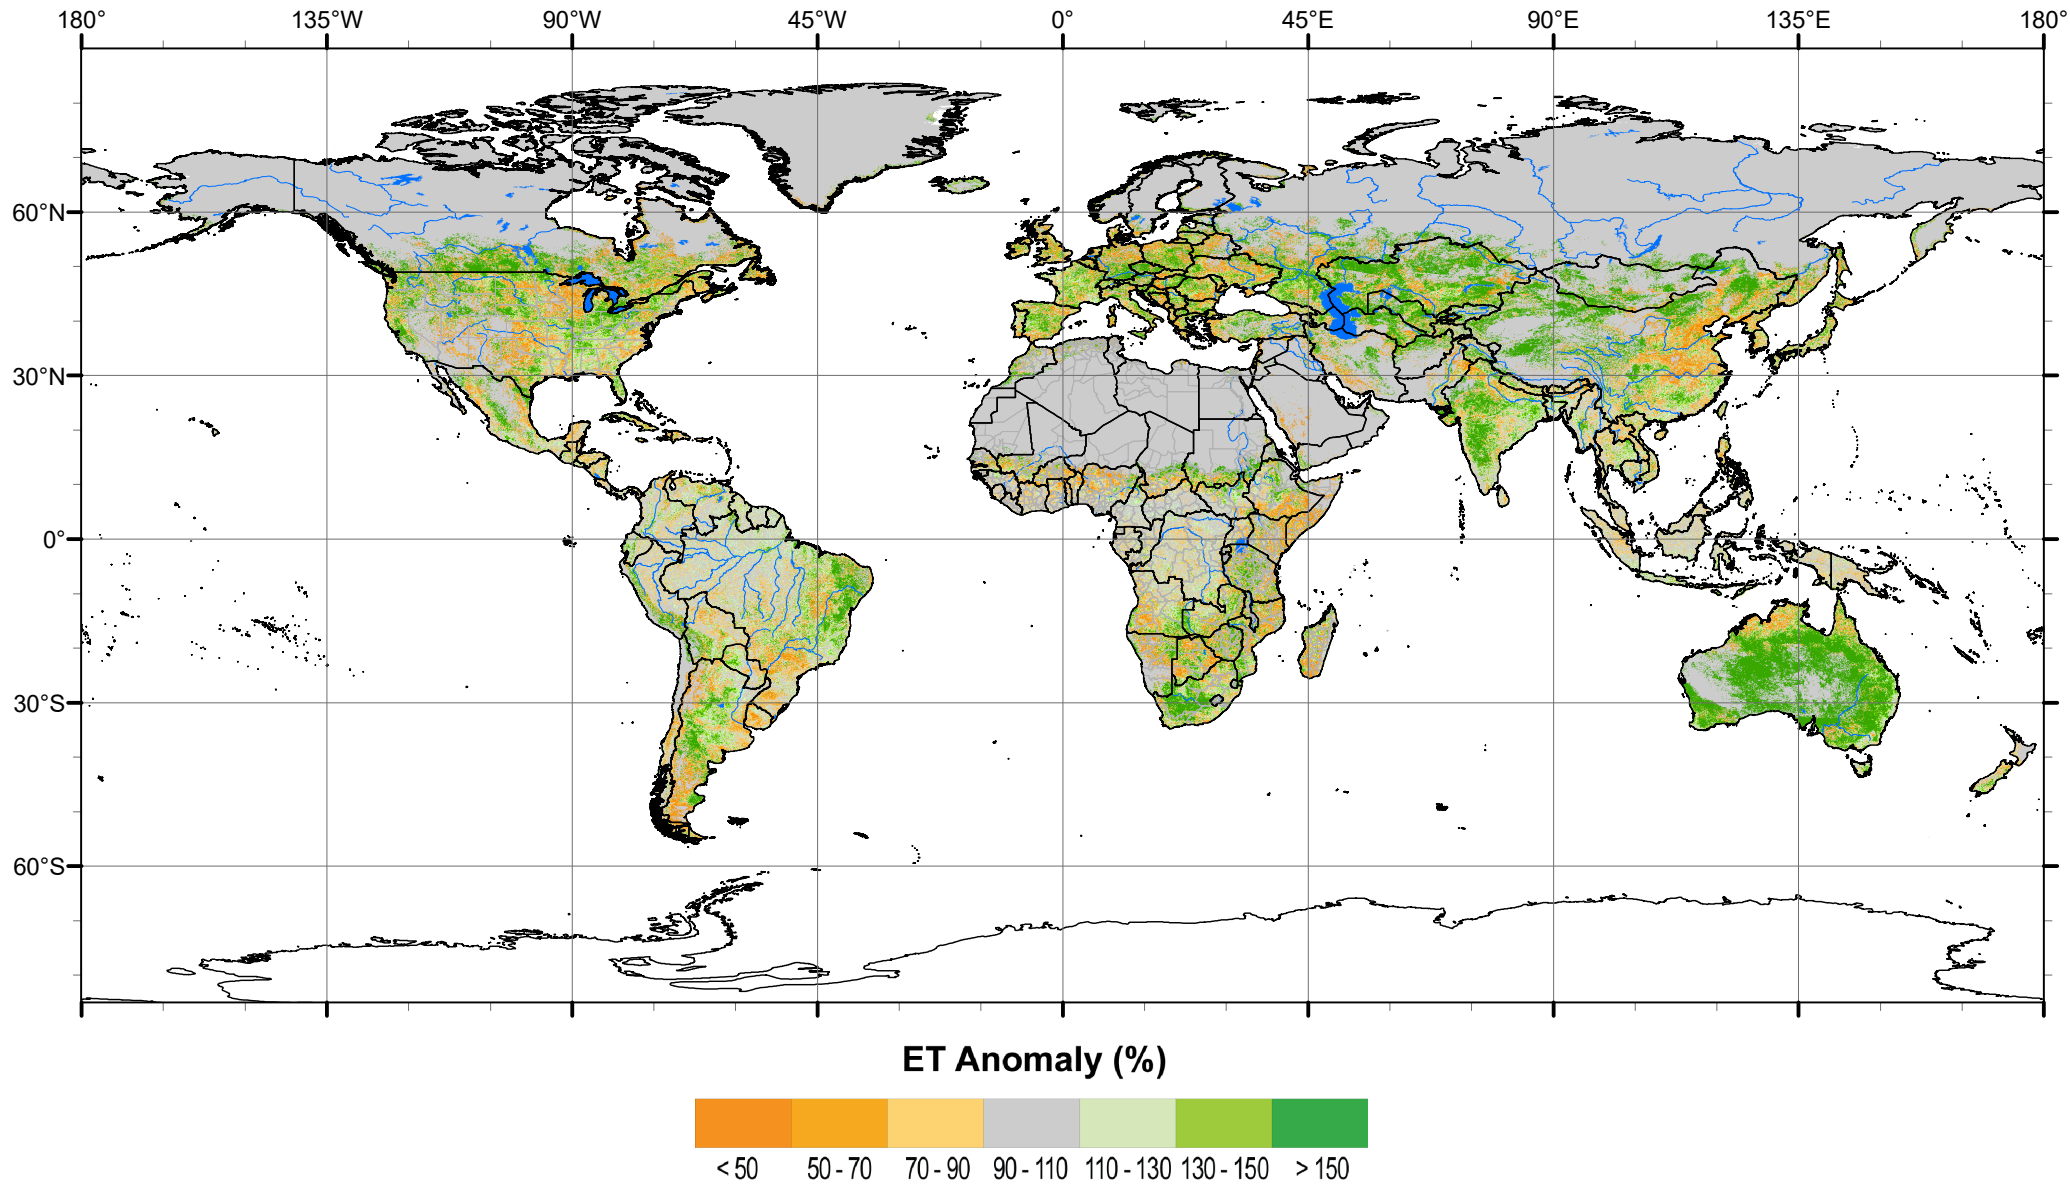 180° 135°W 90°W 45°W 0° 45°E 90°E 135°E 180°
60°N
30°N
0°
30°S
60°S
ET Anomaly (%)
< 50 50 - 70 70 - 90 90 - 110 110 - 130 130 - 150 > 150